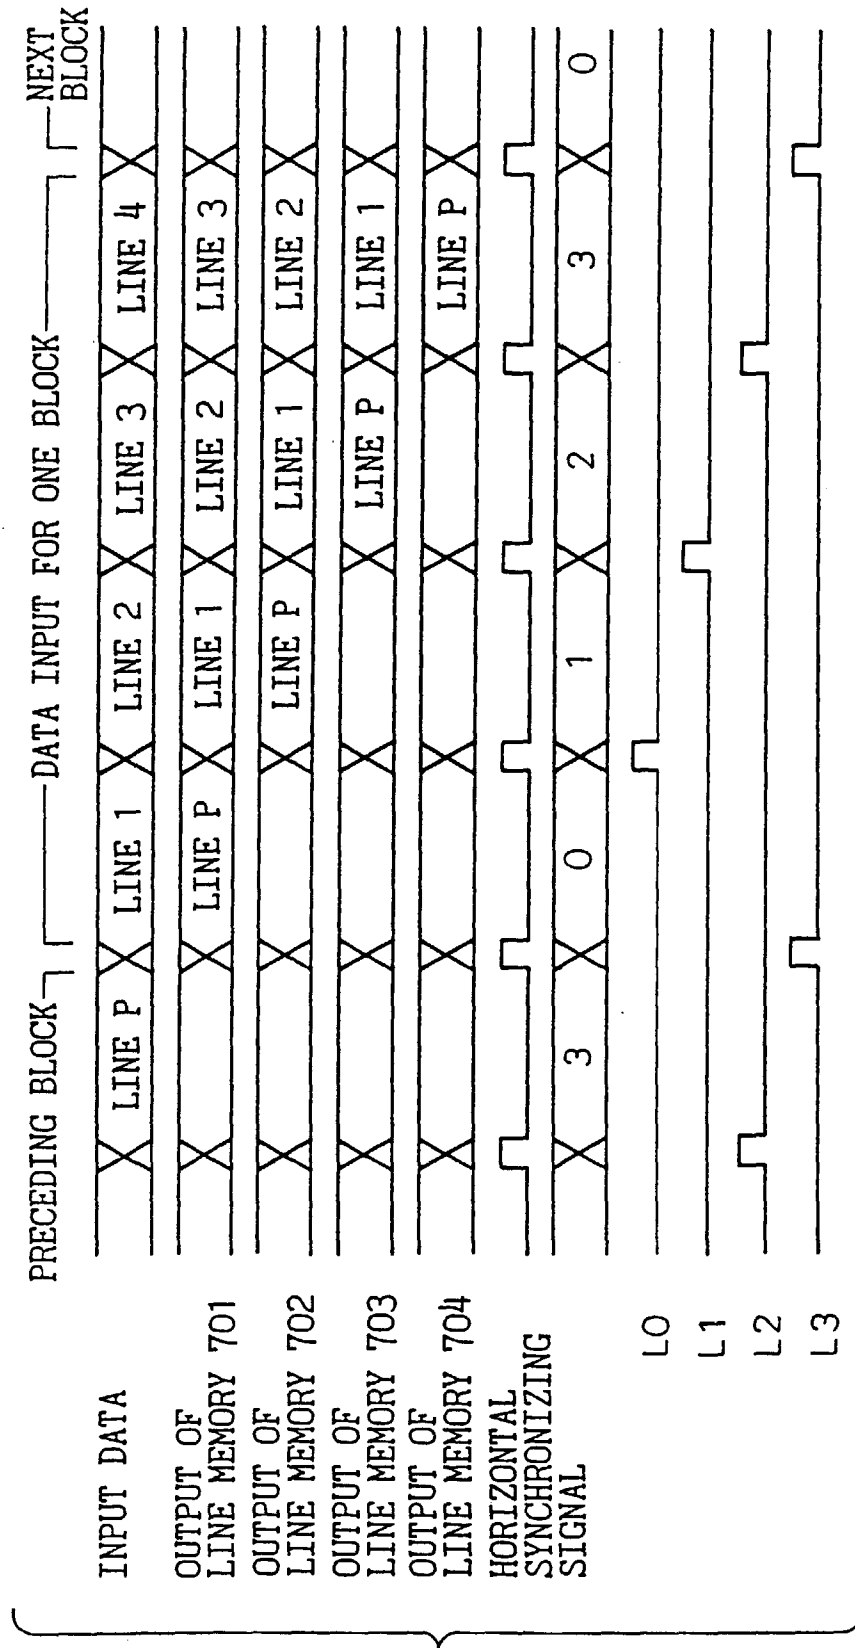 PRECEDING BLOCK
DATA INPUT FOR ONE BLOCK
NEXT
BLOCK
INPUT DATA
LINE P
LINE 1
LINE 2
LINE 3
LINE 4
OUTPUT OF
LINE MEMORY 701
LINE P
LINE 1
LINE 2
LINE 3
OUTPUT OF
LINE MEMORY 702
LINE P
LINE 1
LINE 2
OUTPUT OF
LINE MEMORY 703
LINE P
LINE 1
OUTPUT OF
LINE MEMORY 704
LINE P
HORIZONTAL
SYNCHRONIZING
SIGNAL
3
0
1
2
3
0
L0
L1
L2
L3